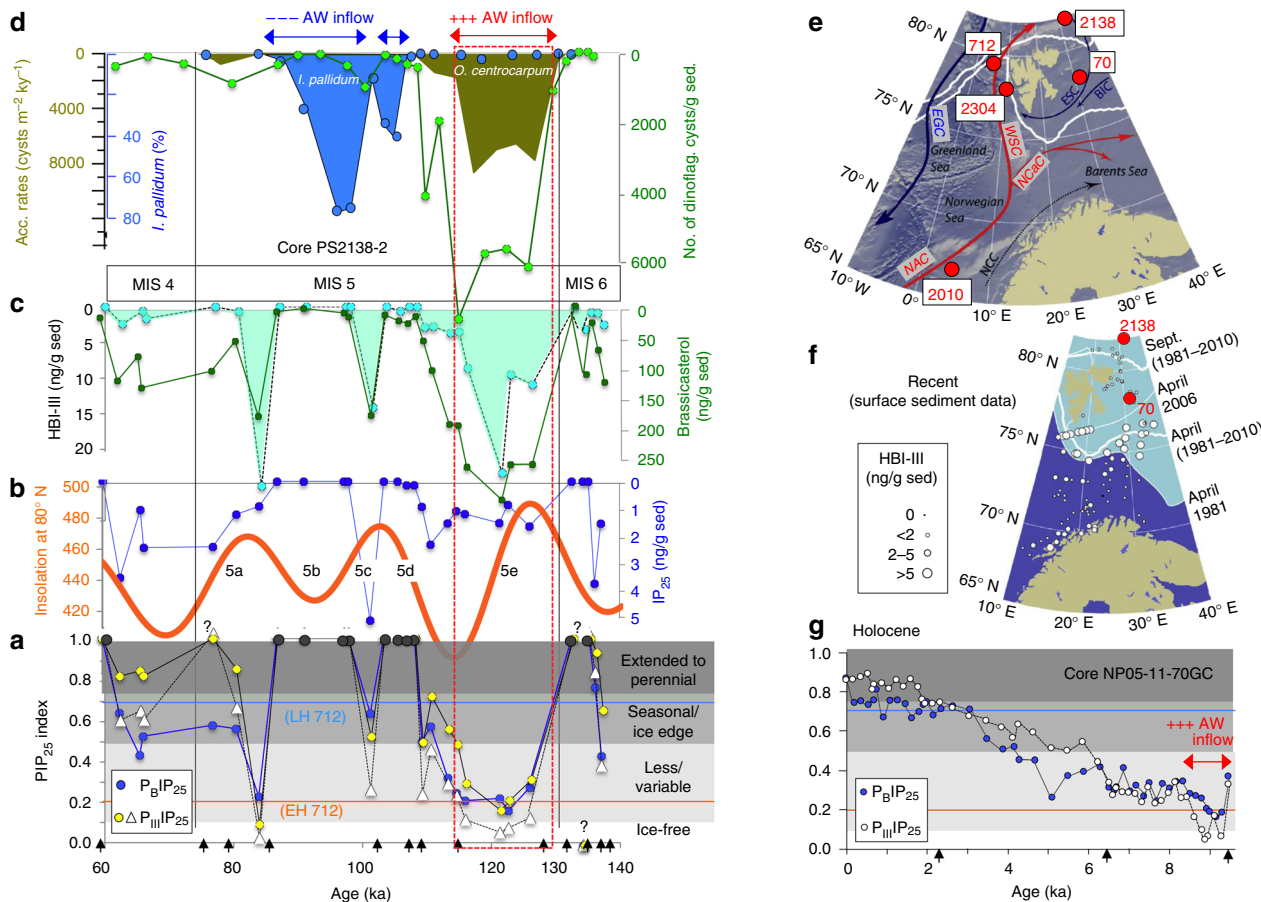 d
−−− AW inflow
+++ AW inflow
0
4000
8000
Acc. rates (cysts m⁻² ky⁻¹)
40
60
80
I. pallidum (%)
I. pallidum
O. centrocarpum
0
2000
4000
6000
No. of dinoflag. cysts/g sed.
Core PS2138-2
MIS 4
MIS 5
MIS 6
c
0
5
10
15
20
HBI-III (ng/g sed)
0
50
100
150
200
250
Brassicasterol
(ng/g sed)
b
500
480
460
440
420
Insolation at 80° N
0
1
2
3
4
5
IP₂₅ (ng/g sed)
5a
5b
5c
5d
5e
a
1.0
0.8
0.6
0.4
0.2
0.0
PIP₂₅ index
?
?
?
Extended to
perennial
Seasonal/
ice edge
Less/
variable
Ice-free
(LH 712)
(EH 712)
P_BIP₂₅
P_IIIIP₂₅
60
80
100
120
140
Age (ka)
e
80° N
75° N
70° N
65° N
10° W
0°
10° E
20° E
30° E
40° E
2138
712
70
2304
2010
ESC
BIC
EGC
WSC
NCaC
NAC
NCC
Greenland
Sea
Norwegian
Sea
Barents Sea
f
Recent
(surface sediment data)
HBI-III
(ng/g sed)
0
<2
2–5
>5
2138
70
80° N
75° N
70° N
65° N
10° E
20° E
30° E
40° E
Sept.
(1981–2010)
April
2006
April
(1981–2010)
April
1981
g
Holocene
Core NP05-11-70GC
+++ AW
inflow
1.0
0.8
0.6
0.4
0.2
0.0
P_BIP₂₅
P_IIIIP₂₅
0
2
4
6
8
Age (ka)